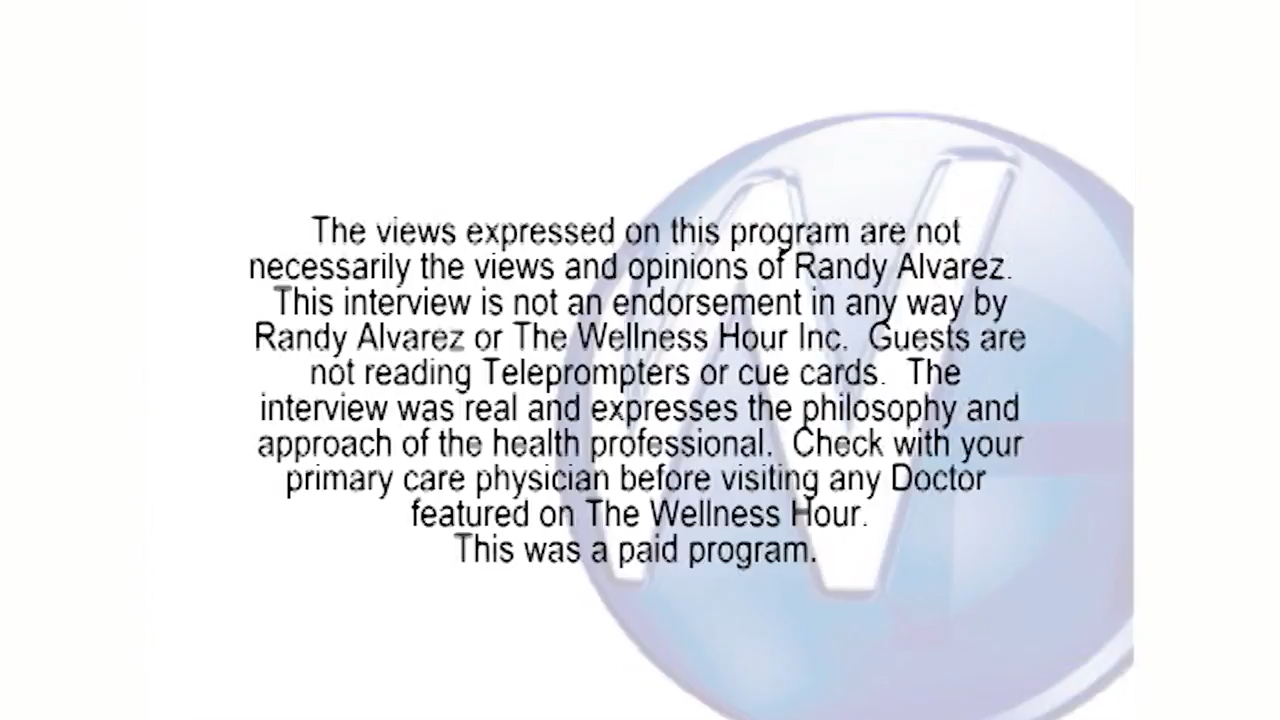 The views expressed on this program are not
necessarily the views and opinions of Randy Alvarez.
This interview is not an endorsement in any way by
Randy Alvarez or The Wellness Hour Inc.  Guests are
not reading Teleprompters or cue cards.  The
interview was real and expresses the philosophy and
approach of the health professional.  Check with your
primary care physician before visiting any Doctor
featured on The Wellness Hour.
This was a paid program.